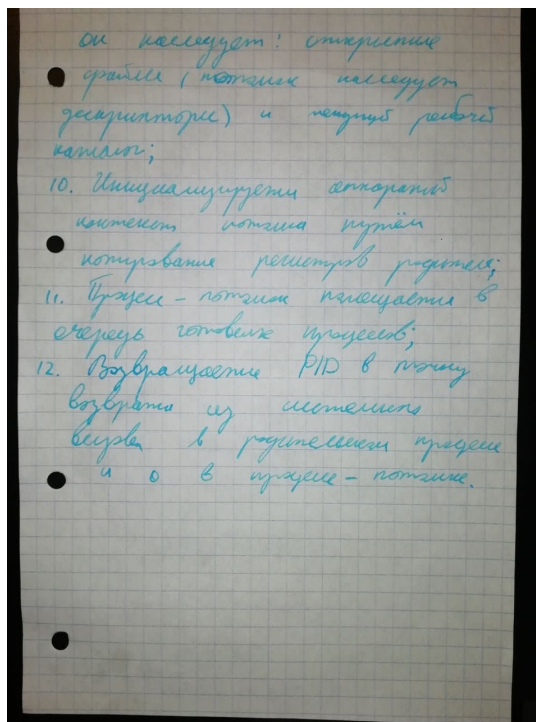 он наследует: открытые
файлы (потомок наследует
дескрипторы) и текущий рабочий
каталог;
10. Инициализируется аппаратный
контекст потомка путём
копирования регистров родителя;
11. Процесс – потомок помещается в
очередь готовых процессов;
12. Возвращается PID в точку
возврата из системного
вызова в родительском процессе
и 0 в процессе – потомке.